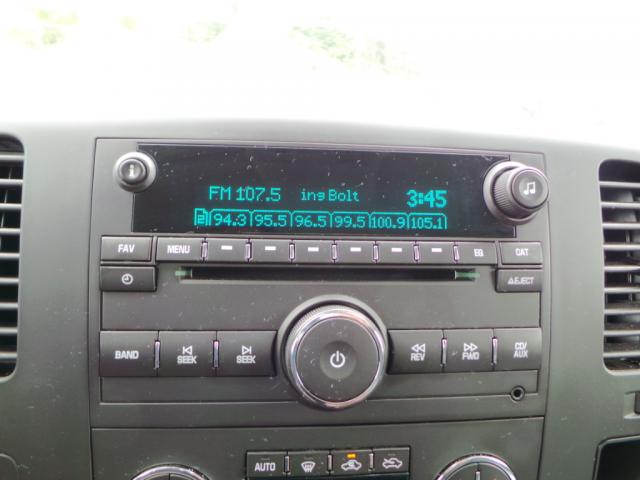 FM 107.5 ing Bolt 3:45
2 94.3 95.5 96.5 99.5 100.9 105.1
FAV MENU EQ CAT
EJECT
BAND SEEK SEEK REV FWD CD/
AUX
AUTO